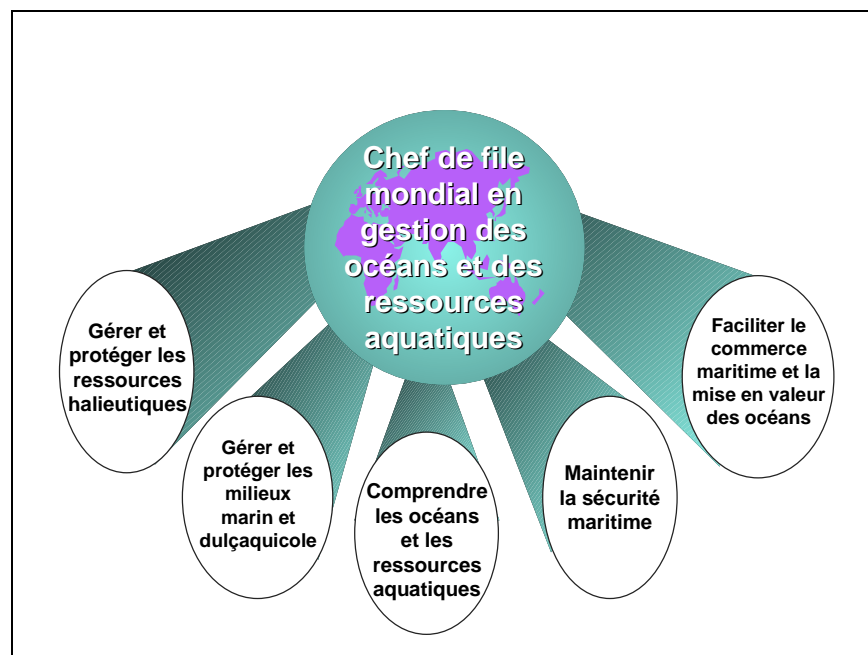 Chef de file
mondial en
gestion des
océans et des
ressources
aquatiques
Gérer et
protéger les
ressources
halieutiques
Gérer et
protéger les
milieux
marin et
dulçaquicole
Comprendre
les océans
et les
ressources
aquatiques
Maintenir
la sécurité
maritime
Faciliter le
commerce
maritime et la
mise en valeur
des océans